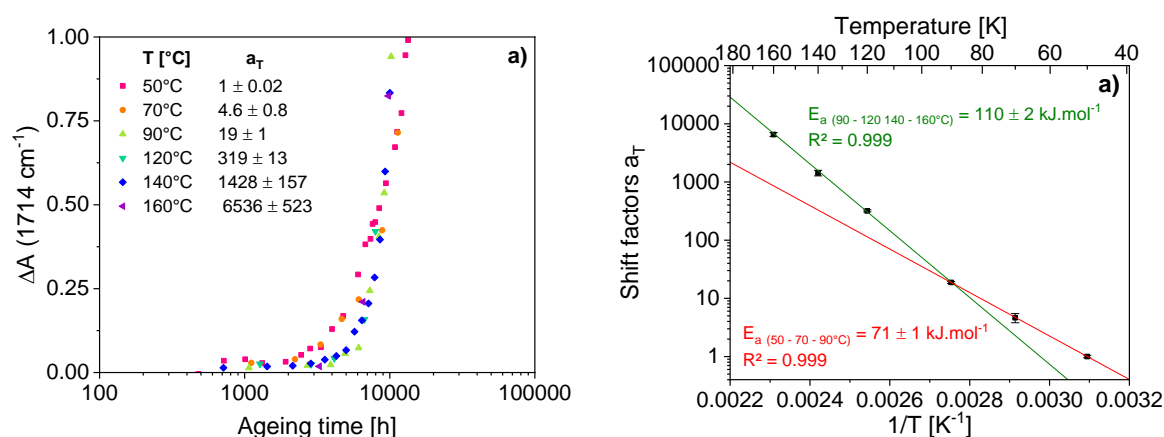 1.00
0.75
0.50
0.25
0.00
ΔA (1714 cm⁻¹)
T [°C] a_T
50°C 1 ± 0.02
70°C 4.6 ± 0.8
90°C 19 ± 1
120°C 319 ± 13
140°C 1428 ± 157
160°C 6536 ± 523
a)
100 1000 10000 100000
Ageing time [h]
Temperature [K]
180 160 140 120 100 80 60 40
100000
10000
1000
100
10
1
Shift factors a_T
a)
E_a (90 - 120 140 - 160°C) = 110 ± 2 kJ.mol⁻¹
R² = 0.999
E_a (50 - 70 - 90°C) = 71 ± 1 kJ.mol⁻¹
R² = 0.999
0.0022 0.0024 0.0026 0.0028 0.0030 0.0032
1/T [K⁻¹]